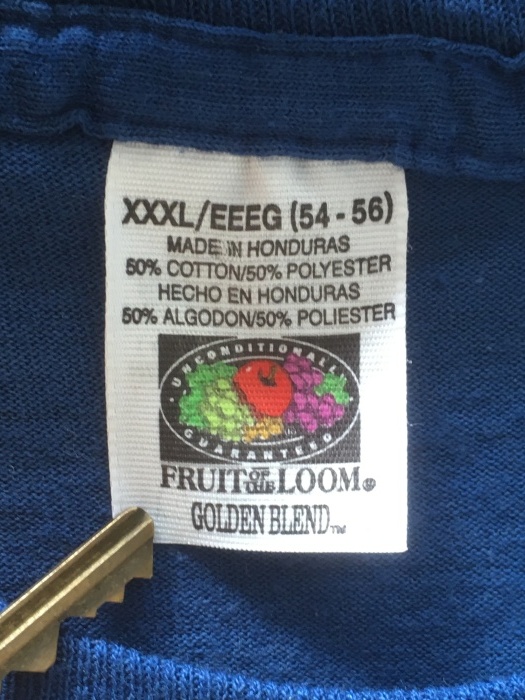 XXXL/EEEG (54-56)
MADE IN HONDURAS
50% COTTON/50% POLYESTER
HECHO EN HONDURAS
50% ALGODON/50% POLIESTER
· UNCONDITIONALLY ·
GUARANTEED
FRUIT OF THE LOOM®
GOLDEN BLEND™